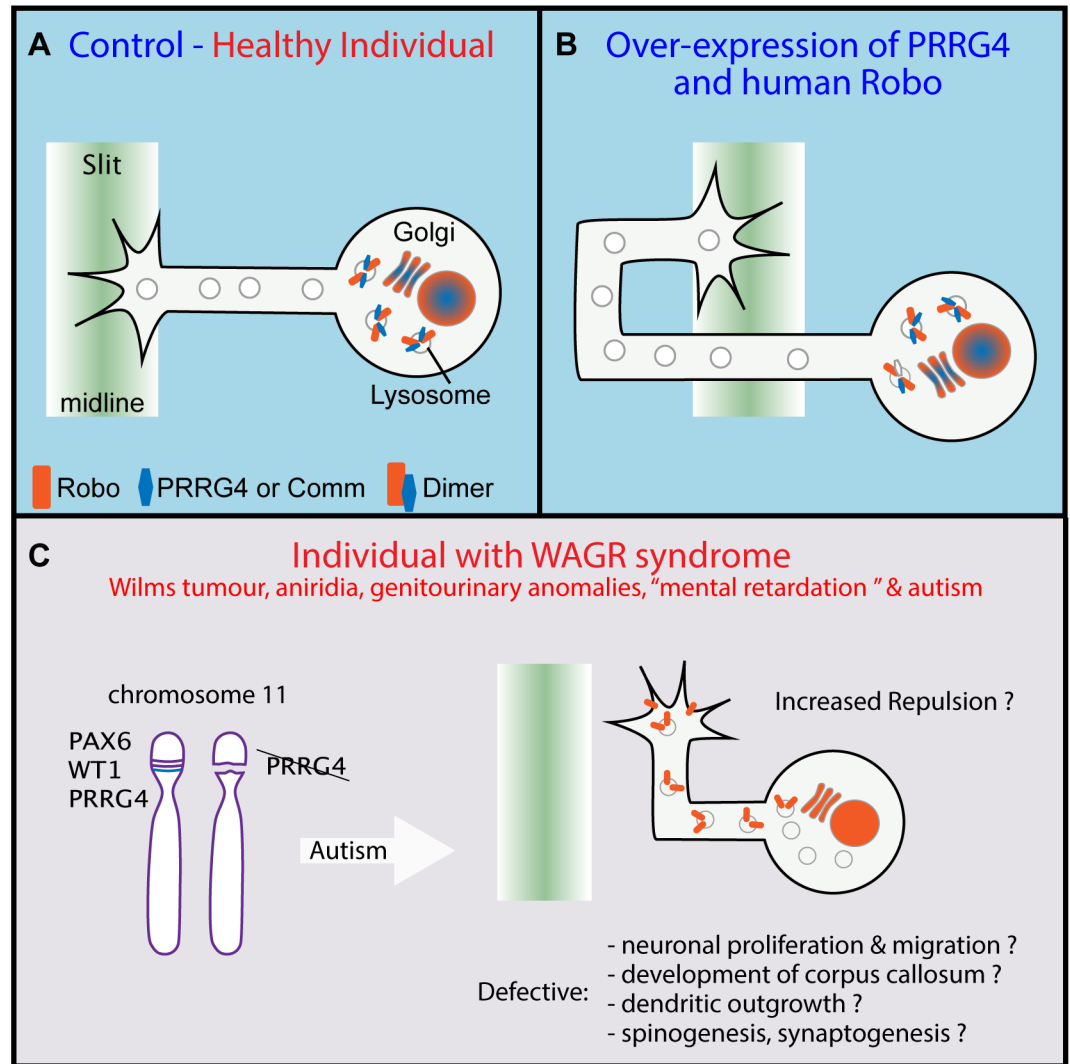 A Control - Healthy Individual
Slit
Golgi
midline
Lysosome
Robo PRRG4 or Comm Dimer
B Over-expression of PRRG4
and human Robo
C Individual with WAGR syndrome
Wilms tumour, aniridia, genitourinary anomalies, “mental retardation ” & autism
chromosome 11
PAX6
WT1
PRRG4
PRRG4
Autism
Increased Repulsion ?
Defective:
- neuronal proliferation & migration ?
- development of corpus callosum ?
- dendritic outgrowth ?
- spinogenesis, synaptogenesis ?